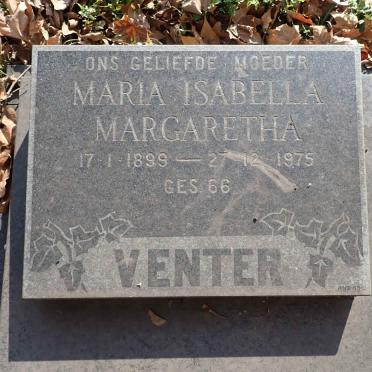 ONS GELIEFDE MOEDER
MARIA ISABELLA
MARGARETHA
17·1·1899 — 27·12·1975
GES. 66
VENTER